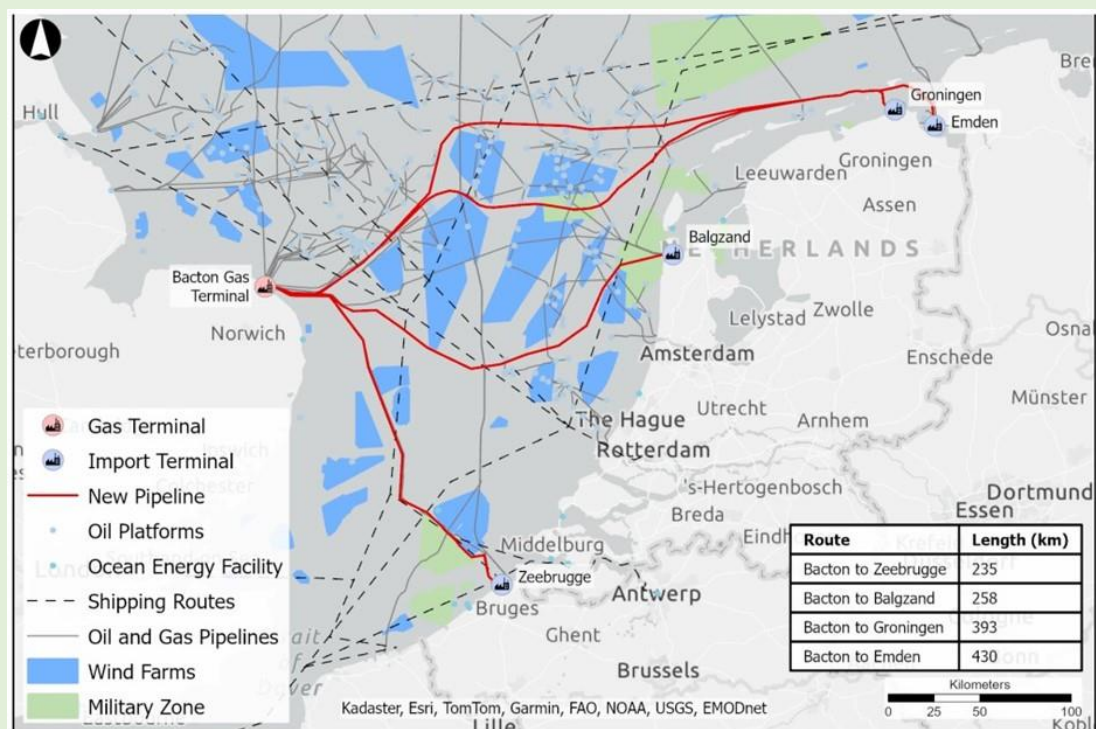 Hull
Bre
Groningen
Emden
Groningen
Leeuwarden
Assen
Balgzand
NETHERLANDS
Bacton Gas
Terminal
Norwich
Lelystad
Zwolle
Osna
eterborough
Amsterdam
Enschede
Münster
The Hague
Utrecht
Arnhem
Rotterdam
's-Hertogenbosch
Breda
Eindh
Dortmund
Essen
Middelburg
Zeebrugge
Antwerp
Bruges
Ghent
Brussels
Lille
Dover
Gas Terminal
Import Terminal
New Pipeline
Oil Platforms
Ocean Energy Facility
Shipping Routes
Oil and Gas Pipelines
Wind Farms
Military Zone
Route Length (km)
Bacton to Zeebrugge 235
Bacton to Balgzand 258
Bacton to Groningen 393
Bacton to Emden 430
Kilometers
0 25 50 100
Kadaster, Esri, TomTom, Garmin, FAO, NOAA, USGS, EMODnet